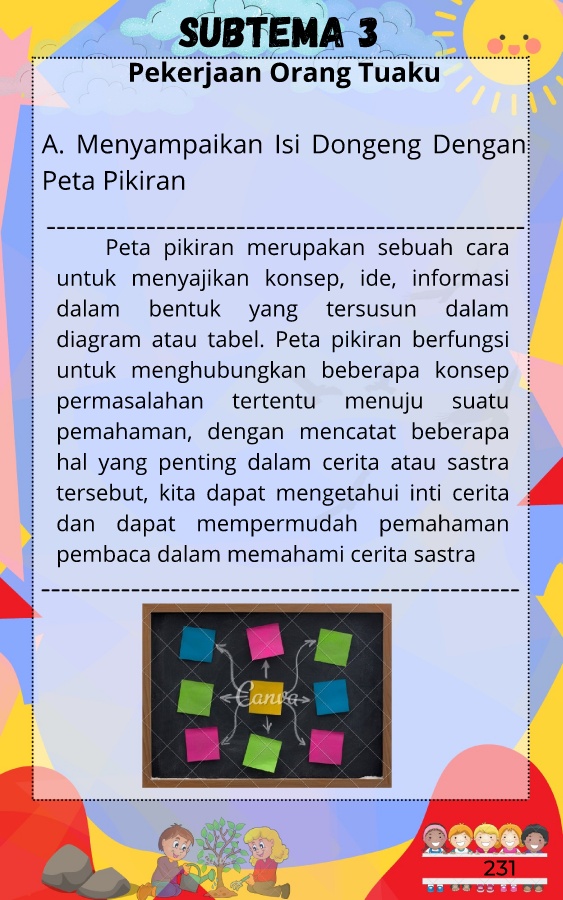 SUBTEMA 3
Pekerjaan Orang Tuaku
A. Menyampaikan Isi Dongeng Dengan
Peta Pikiran
Peta pikiran merupakan sebuah cara
untuk menyajikan konsep, ide, informasi
dalam bentuk yang tersusun dalam
diagram atau tabel. Peta pikiran berfungsi
untuk menghubungkan beberapa konsep
permasalahan tertentu menuju suatu
pemahaman, dengan mencatat beberapa
hal yang penting dalam cerita atau sastra
tersebut, kita dapat mengetahui inti cerita
dan dapat mempermudah pemahaman
pembaca dalam memahami cerita sastra
Canva
231